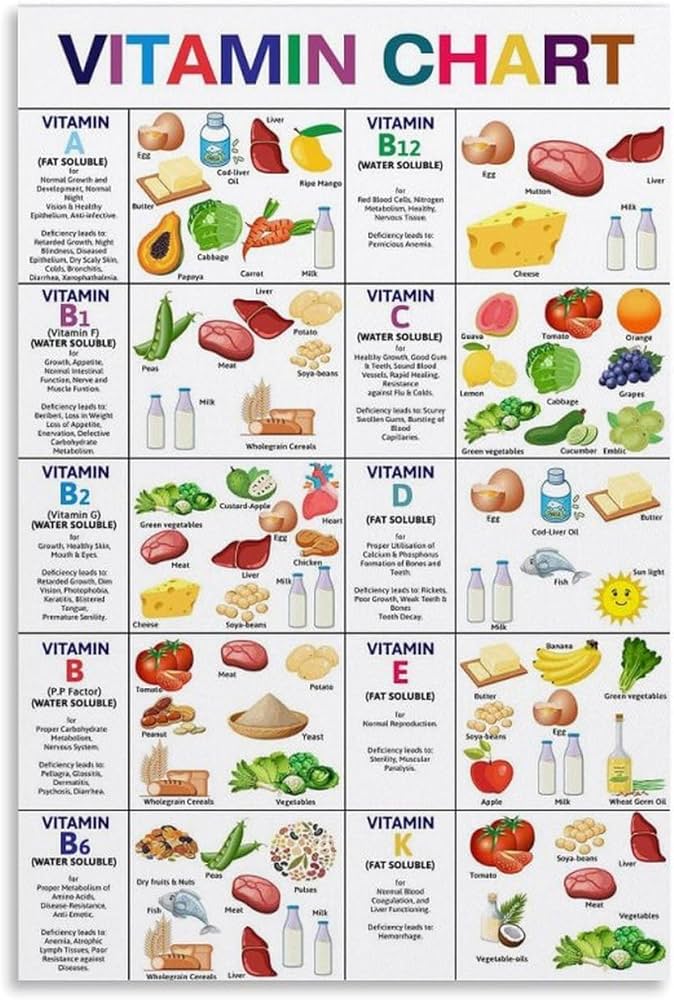 VITAMIN CHART
VITAMIN
A
(FAT SOLUBLE)
for
Normal Growth and
Development, Normal
Night
Vision & Healthy
Epithelium, Anti-infective.
Deficiency leads to:
Retarded Growth, Night
Blindness, Diseased
Epithelium, Dry Scaly Skin,
Colds, Bronchitis,
Diarrhea, Xerophathalmia.
Egg
Cod-liver
Oil
Liver
Ripe Mango
Butter
Papaya
Cabbage
Carrot
Milk
VITAMIN
B12
(WATER SOLUBLE)
for
Red Blood Cells, Nitrogen
Metabolism, Healthy,
Nervous Tissue.
Deficiency leads to:
Pernicious Anemia.
Egg
Mutton
Liver
Cheese
Milk
VITAMIN
B1
(Vitamin F)
(WATER SOLUBLE)
for
Growth, Appetite,
Normal Intestinal
Function, Nerve and
Muscle Funtion.
Deficiency leads to:
Beriberi, Loss in Weight
Loss of Appetite,
Enervation, Defective
Carbohydrate
Metabolism.
Peas
Meat
Liver
Potato
Soya-beans
Milk
Wholegrain Cereals
VITAMIN
C
(WATER SOLUBLE)
for
Healthy Growth, Good Gum
& Teeth, Sound Blood
Vessels, Rapid Healing,
Resistance
against Flu & Colds.
Deficiency leads to: Scurvy
Swollen Gums, Bursting of
Blood
Capillaries.
Guava
Tomato
Orange
Lemon
Cabbage
Grapes
Green vegetables
Cucumber
Emblic
VITAMIN
B2
(Vitamin G)
(WATER SOLUBLE)
for
Growth, Healthy Skin,
Mouth & Eyes.
Deficiency leads to:
Retarded Growth, Dim
Vision, Photophobia,
Keratitis, Blistered
Tongue,
Premature Senility.
Green vegetables
Custard-Apple
Heart
Egg
Meat
Liver
Chicken
Milk
Cheese
Soya-beans
VITAMIN
D
(FAT SOLUBLE)
for
Proper Utilisation of
Calcium & Phosphorus
Formation of Bones and
Teeth.
Deficiency leads to: Rickets,
Poor Growth, Weak Teeth &
Bones
Tooth Decay.
Egg
Cod-Liver Oil
Butter
Milk
Fish
Sun light
VITAMIN
B
(P.P Factor)
(WATER SOLUBLE)
for
Proper Carbohydrate
Metabolism,
Nervous System.
Deficiency leads to:
Pellagra, Glossitis,
Dermatitis,
Psychosis, Diarrhea.
Tomato
Meat
Potato
Peanut
Yeast
Wholegrain Cereals
Vegetables
VITAMIN
E
(FAT SOLUBLE)
for
Normal Reproduction.
Deficiency leads to:
Sterility, Muscular
Paralysis.
Butter
Banana
Green vegetables
Soya-beans
Egg
Apple
Milk
Wheat Germ Oil
VITAMIN
B6
(WATER SOLUBLE)
for
Proper Metabolism of
Amino Acids,
Disease-Resistance,
Anti-Emetic.
Deficiency leads to:
Anemia, Atrophic
Lymph Tissues, Poor
Resistance against
Diseases.
Dry fruits & Nuts
Peas
Pulses
Fish
Meat
Milk
Wholegrain Cereals
Liver
VITAMIN
K
(FAT SOLUBLE)
for
Normal Blood
Coagulation, and
Liver Functioning.
Deficiency leads to:
Hemorrhage.
Tomato
Soya-beans
Liver
Meat
Vegetables
Vegetable-oils